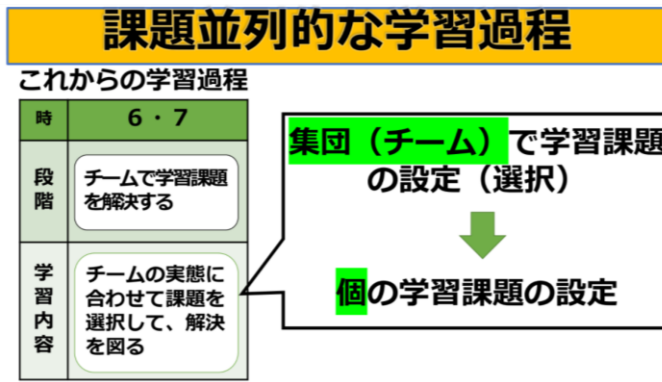 課題並列的な学習過程
これからの学習過程
時
6・7
段階
チームで学習課題
を解決する
学習内容
チームの実態に
合わせて課題を
選択して、解決
を図る
集団（チーム）で学習課題
の設定（選択）
個の学習課題の設定